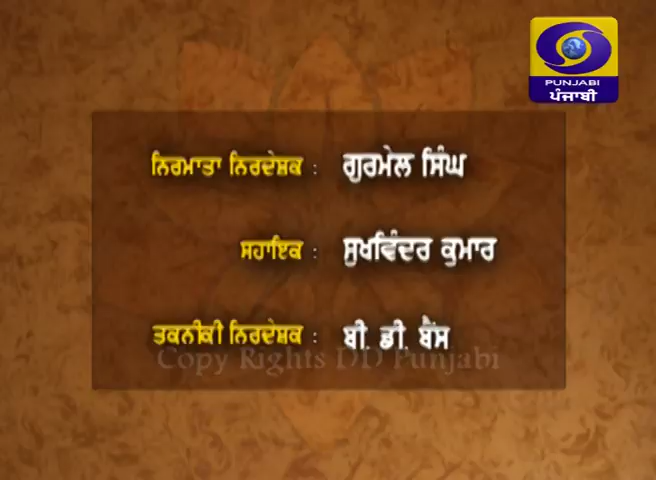 PUNJABI
ਪੰਜਾਬੀ
ਨਿਰਮਾਤਾ ਨਿਰਦੇਸ਼ਕ : ਗੁਰਮੇਲ ਸਿੰਘ
ਸਹਾਇਕ : ਸੁਖਵਿੰਦਰ ਕੁਮਾਰ
ਤਕਨੀਕੀ ਨਿਰਦੇਸ਼ਕ : ਬੀ. ਡੀ. ਬੈਂਸ
Copy Rights DD Punjabi